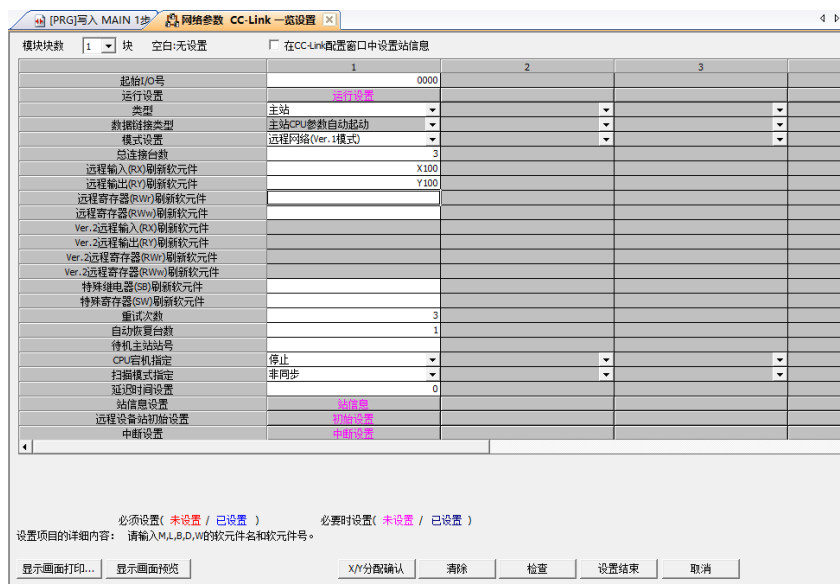 [PRG]写入 MAIN 1步 网络参数 CC-Link 一览设置
模块块数 1 块 空白:无设置 在CC-Link配置窗口中设置站信息
1 2 3
起始I/O号 0000
运行设置 运行设置
类型 主站
数据链接类型 主站CPU参数自动起动
模式设置 远程网络(Ver.1模式)
总连接台数 3
远程输入(RX)刷新软元件 X100
远程输出(RY)刷新软元件 Y100
远程寄存器(RWr)刷新软元件
远程寄存器(RWw)刷新软元件
Ver.2远程输入(RX)刷新软元件
Ver.2远程输出(RY)刷新软元件
Ver.2远程寄存器(RWr)刷新软元件
Ver.2远程寄存器(RWw)刷新软元件
特殊继电器(SB)刷新软元件
特殊寄存器(SW)刷新软元件
重试次数 3
自动恢复台数 1
待机主站站号
CPU宕机指定 停止
扫描模式指定 非同步
延迟时间设置 0
站信息设置 站信息
远程设备站初始设置 初始设置
中断设置 中断设置
必须设置( 未设置 / 已设置 ) 必要时设置( 未设置 / 已设置 )
设置项目的详细内容: 请输入M,L,B,D,W的软元件名和软元件号。
显示画面打印... 显示画面预览 X/Y分配确认 清除 检查 设置结束 取消